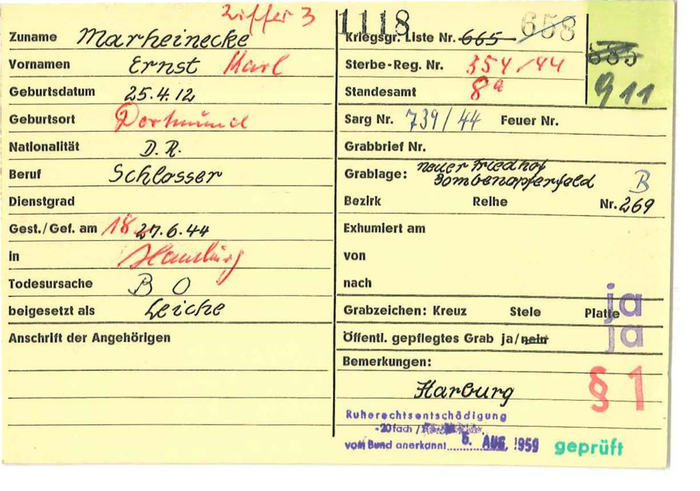 Ziffer 3
1118 658
Zuname Marheinecke
Kriegsgr. Liste Nr. 665
585
Vornamen Ernst Karl
Sterbe-Reg. Nr. 354/44
Geburtsdatum 25.4.12
Standesamt 8a
911
Geburtsort Dortmund
Sarg Nr. 739/44 Feuer Nr.
Nationalität D.R.
Grabbrief Nr.
Beruf Schlosser
Grablage: neuer Friedhof
Bombenopferfeld B
Dienstgrad
Bezirk Reihe Nr. 269
Gest./Gef. am 18. 27.6.44
Exhumiert am
in Hamburg
von
Todesursache B O
nach
beigesetzt als Leiche
Grabzeichen: Kreuz Stele Platte ja
Anschrift der Angehörigen
Öffentl. gepflegtes Grab ja/nein ja
Bemerkungen:
Harburg
§ 1
Ruherechtsentschädigung
-20fach /
vom Bund anerkannt 6. AUG. 1959 geprüft